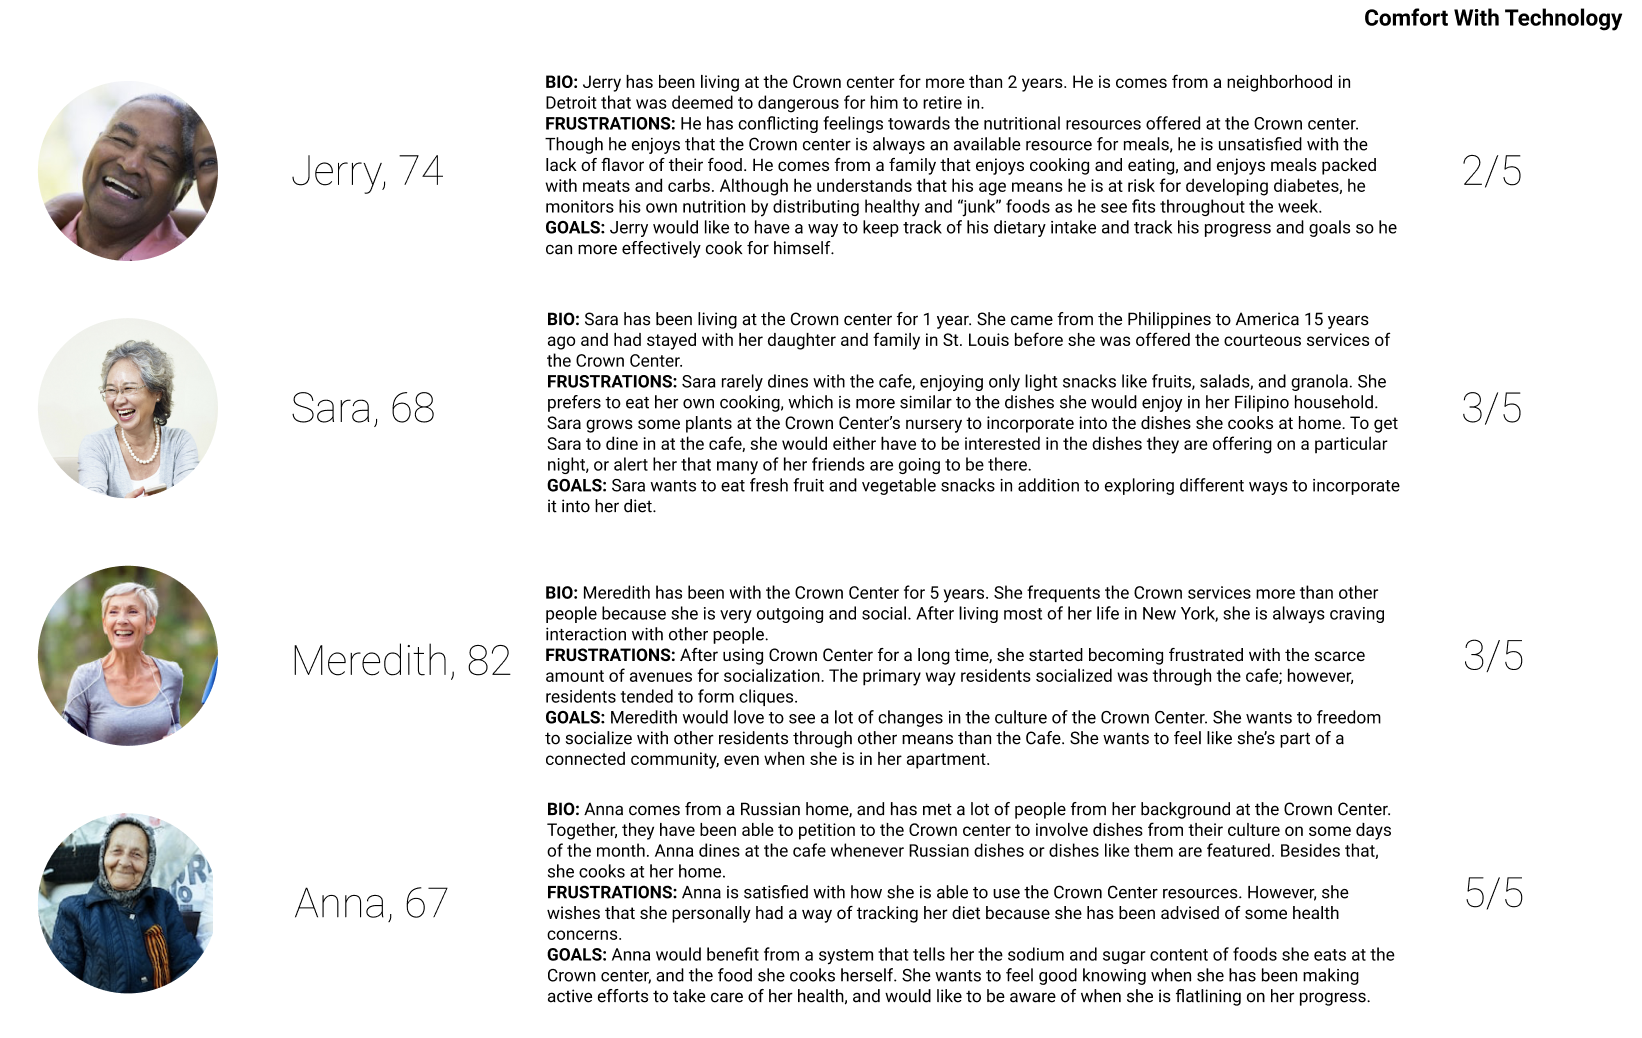 Comfort With Technology
BIO: Jerry has been living at the Crown center for more than 2 years. He is comes from a neighborhood in
Detroit that was deemed to dangerous for him to retire in.
FRUSTRATIONS: He has conflicting feelings towards the nutritional resources offered at the Crown center.
Though he enjoys that the Crown center is always an available resource for meals, he is unsatisfied with the
lack of flavor of their food. He comes from a family that enjoys cooking and eating, and enjoys meals packed
with meats and carbs. Although he understands that his age means he is at risk for developing diabetes, he
monitors his own nutrition by distributing healthy and “junk” foods as he see fits throughout the week.
GOALS: Jerry would like to have a way to keep track of his dietary intake and track his progress and goals so he
can more effectively cook for himself.
Jerry, 74
2/5
BIO: Sara has been living at the Crown center for 1 year. She came from the Philippines to America 15 years
ago and had stayed with her daughter and family in St. Louis before she was offered the courteous services of
the Crown Center.
FRUSTRATIONS: Sara rarely dines with the cafe, enjoying only light snacks like fruits, salads, and granola. She
prefers to eat her own cooking, which is more similar to the dishes she would enjoy in her Filipino household.
Sara grows some plants at the Crown Center’s nursery to incorporate into the dishes she cooks at home. To get
Sara to dine in at the cafe, she would either have to be interested in the dishes they are offering on a particular
night, or alert her that many of her friends are going to be there.
GOALS: Sara wants to eat fresh fruit and vegetable snacks in addition to exploring different ways to incorporate
it into her diet.
Sara, 68
3/5
BIO: Meredith has been with the Crown Center for 5 years. She frequents the Crown services more than other
people because she is very outgoing and social. After living most of her life in New York, she is always craving
interaction with other people.
FRUSTRATIONS: After using Crown Center for a long time, she started becoming frustrated with the scarce
amount of avenues for socialization. The primary way residents socialized was through the cafe; however,
residents tended to form cliques.
GOALS: Meredith would love to see a lot of changes in the culture of the Crown Center. She wants to freedom
to socialize with other residents through other means than the Cafe. She wants to feel like she’s part of a
connected community, even when she is in her apartment.
Meredith, 82
3/5
BIO: Anna comes from a Russian home, and has met a lot of people from her background at the Crown Center.
Together, they have been able to petition to the Crown center to involve dishes from their culture on some days
of the month. Anna dines at the cafe whenever Russian dishes or dishes like them are featured. Besides that,
she cooks at her home.
FRUSTRATIONS: Anna is satisfied with how she is able to use the Crown Center resources. However, she
wishes that she personally had a way of tracking her diet because she has been advised of some health
concerns.
GOALS: Anna would benefit from a system that tells her the sodium and sugar content of foods she eats at the
Crown center, and the food she cooks herself. She wants to feel good knowing when she has been making
active efforts to take care of her health, and would like to be aware of when she is flatlining on her progress.
Anna, 67
5/5